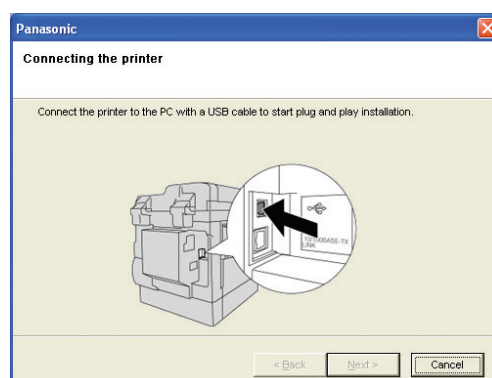 Panasonic
Connecting the printer
Connect the printer to the PC with a USB cable to start plug and play installation.
10/100BASE-TX
LINK
< Back Next > Cancel